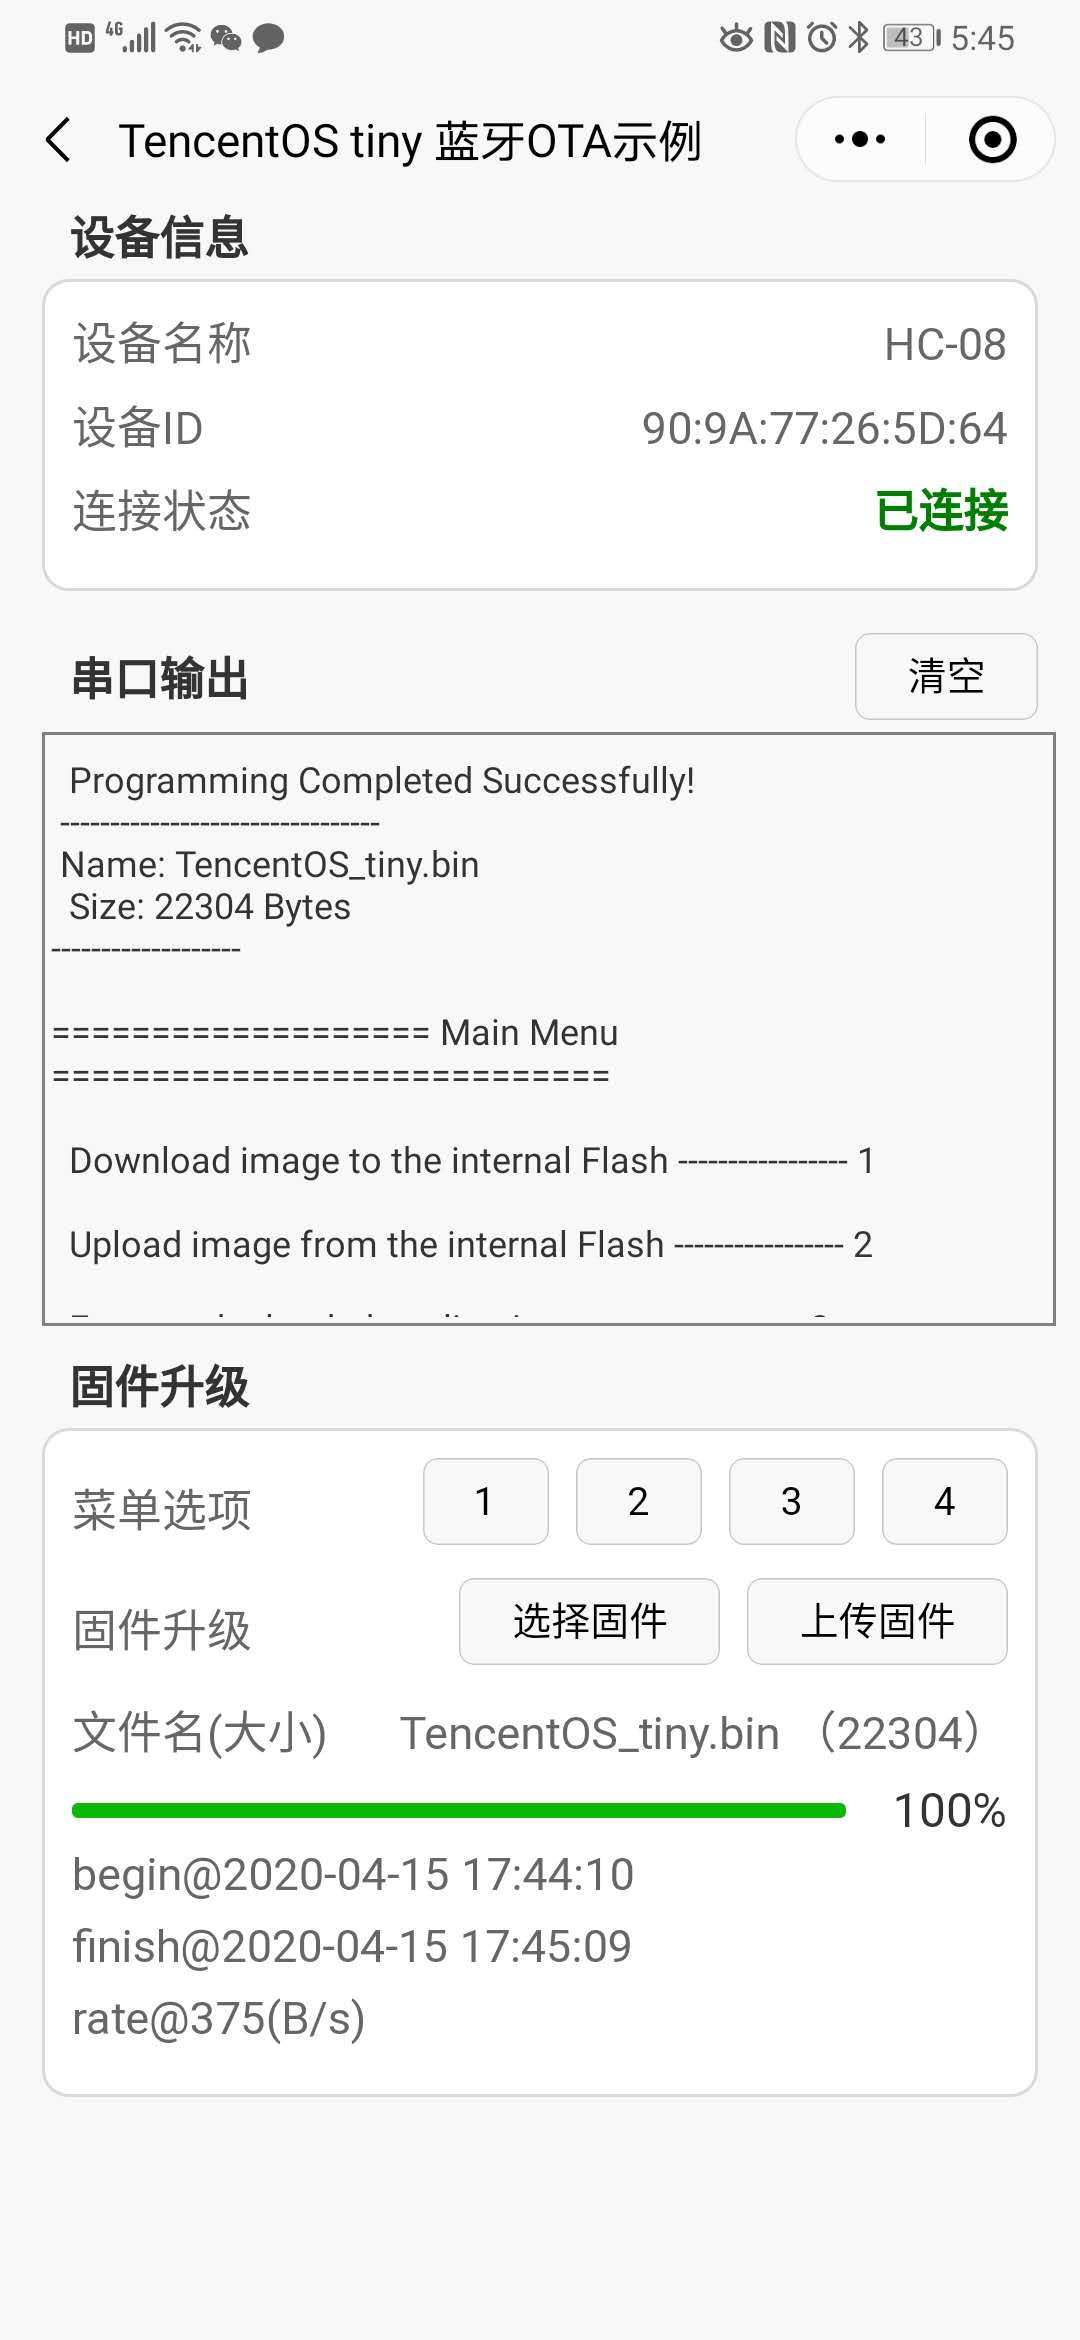 HD 4G 43 5:45
TencentOS tiny 蓝牙OTA示例
设备信息
设备名称 HC-08
设备ID 90:9A:77:26:5D:64
连接状态 已连接
串口输出 清空
Programming Completed Successfully!
--------------------------------
Name: TencentOS_tiny.bin
Size: 22304 Bytes
-------------------
=================== Main Menu
============================
Download image to the internal Flash ----------------- 1
Upload image from the internal Flash ----------------- 2
固件升级
菜单选项 1 2 3 4
固件升级 选择固件 上传固件
文件名(大小) TencentOS_tiny.bin （22304）
100%
begin@2020-04-15 17:44:10
finish@2020-04-15 17:45:09
rate@375(B/s)